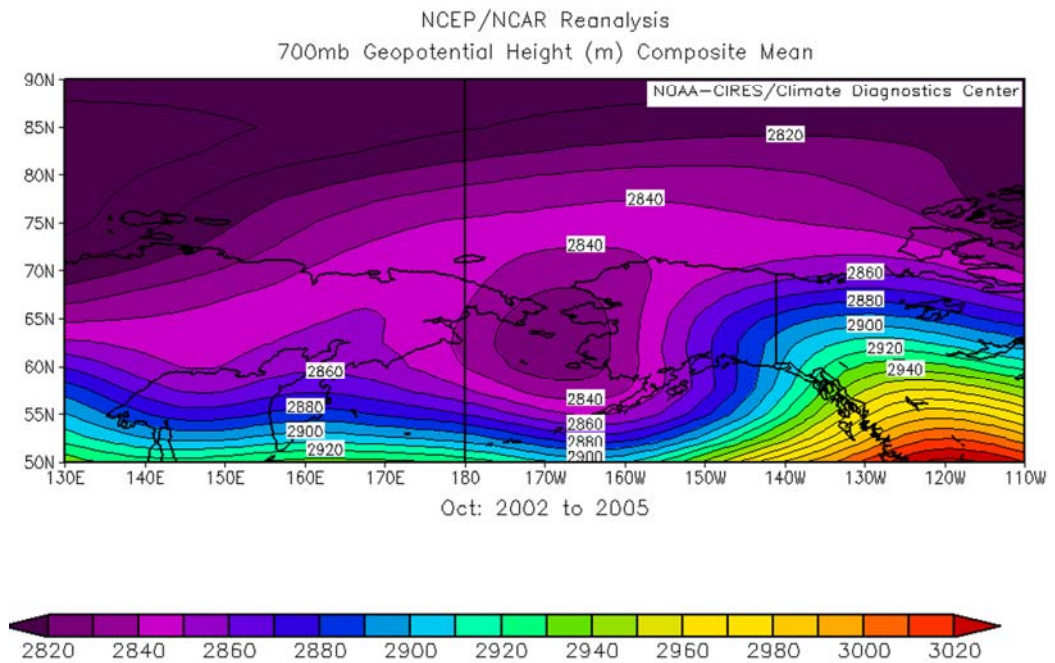 NCEP/NCAR Reanalysis
700mb Geopotential Height (m) Composite Mean
NOAA-CIRES/Climate Diagnostics Center
90N
85N
80N
75N
70N
65N
60N
55N
50N
2820
2840
2840
2860
2880
2900
2920
2940
2860
2880
2900
2920
2840
2860
2880
2900
130E 140E 150E 160E 170E 180 170W 160W 150W 140W 130W 120W 110W
Oct: 2002 to 2005
2820 2840 2860 2880 2900 2920 2940 2960 2980 3000 3020